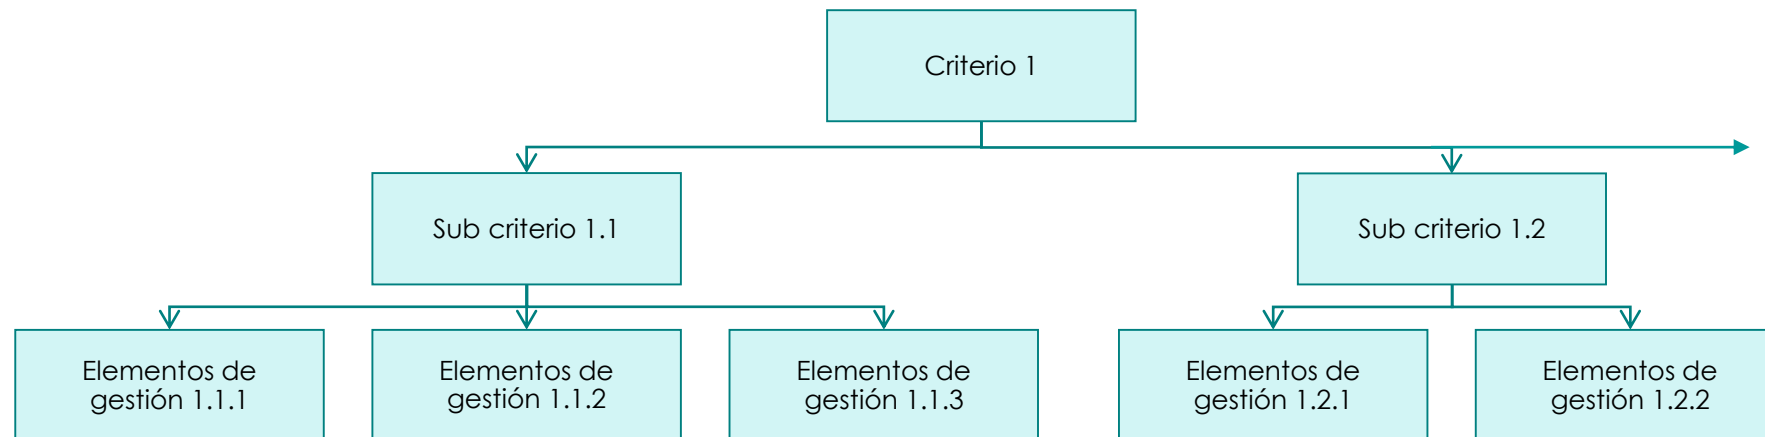 Criterio 1
Sub criterio 1.1
Sub criterio 1.2
Elementos de
gestión 1.1.1
Elementos de
gestión 1.1.2
Elementos de
gestión 1.1.3
Elementos de
gestión 1.2.1
Elementos de
gestión 1.2.2